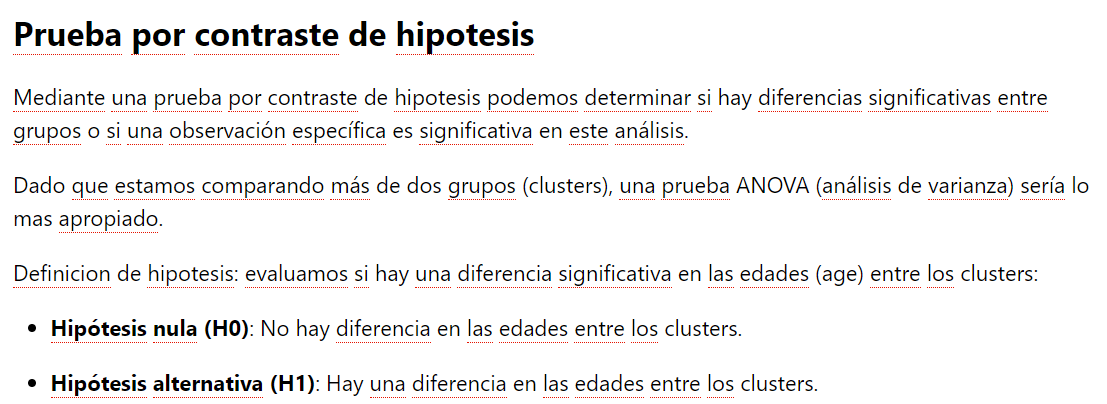 Prueba por contraste de hipotesis
Mediante una prueba por contraste de hipotesis podemos determinar si hay diferencias significativas entre
grupos o si una observación específica es significativa en este análisis.
Dado que estamos comparando más de dos grupos (clusters), una prueba ANOVA (análisis de varianza) sería lo
mas apropiado.
Definicion de hipotesis: evaluamos si hay una diferencia significativa en las edades (age) entre los clusters:
• Hipótesis nula (H0): No hay diferencia en las edades entre los clusters.
• Hipótesis alternativa (H1): Hay una diferencia en las edades entre los clusters.